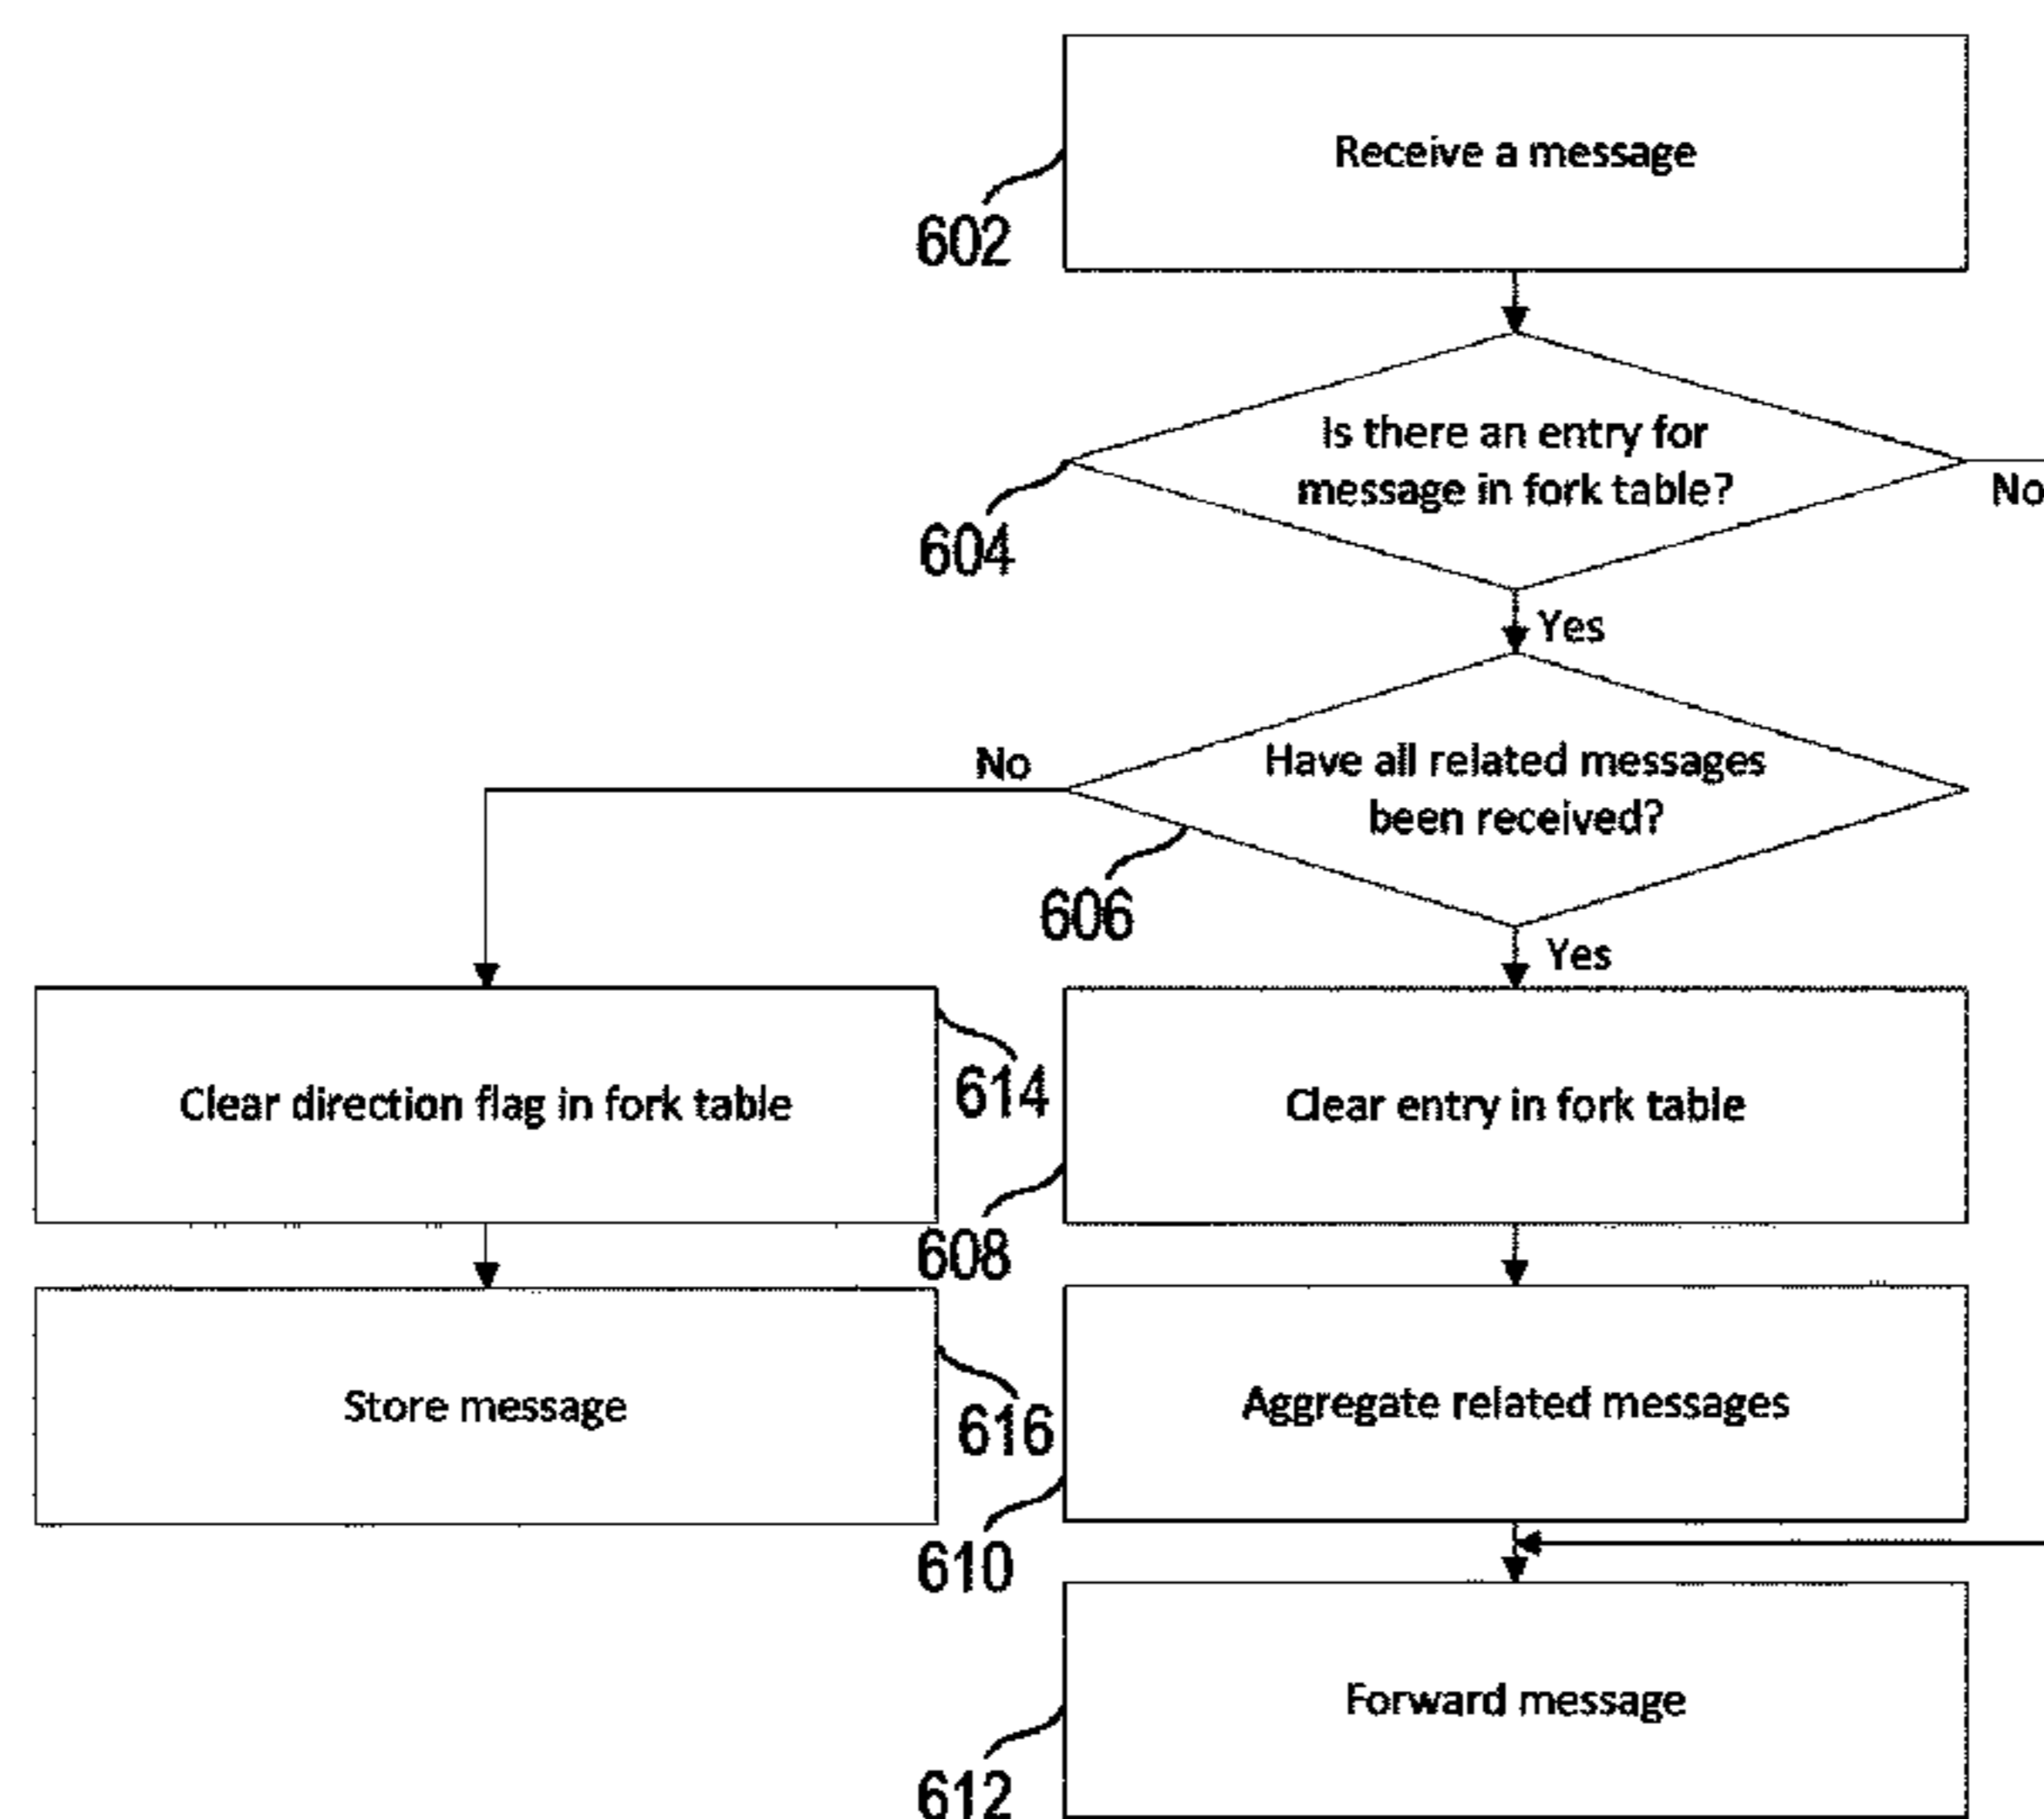 Receive a message
602
Is there an entry for
message in fork table?
604
No
Yes
Have all related messages
been received?
No
606
Yes
Clear direction flag in fork table
614
Clear entry in fork table
608
Store message
616
Aggregate related messages
610
Forward message
612